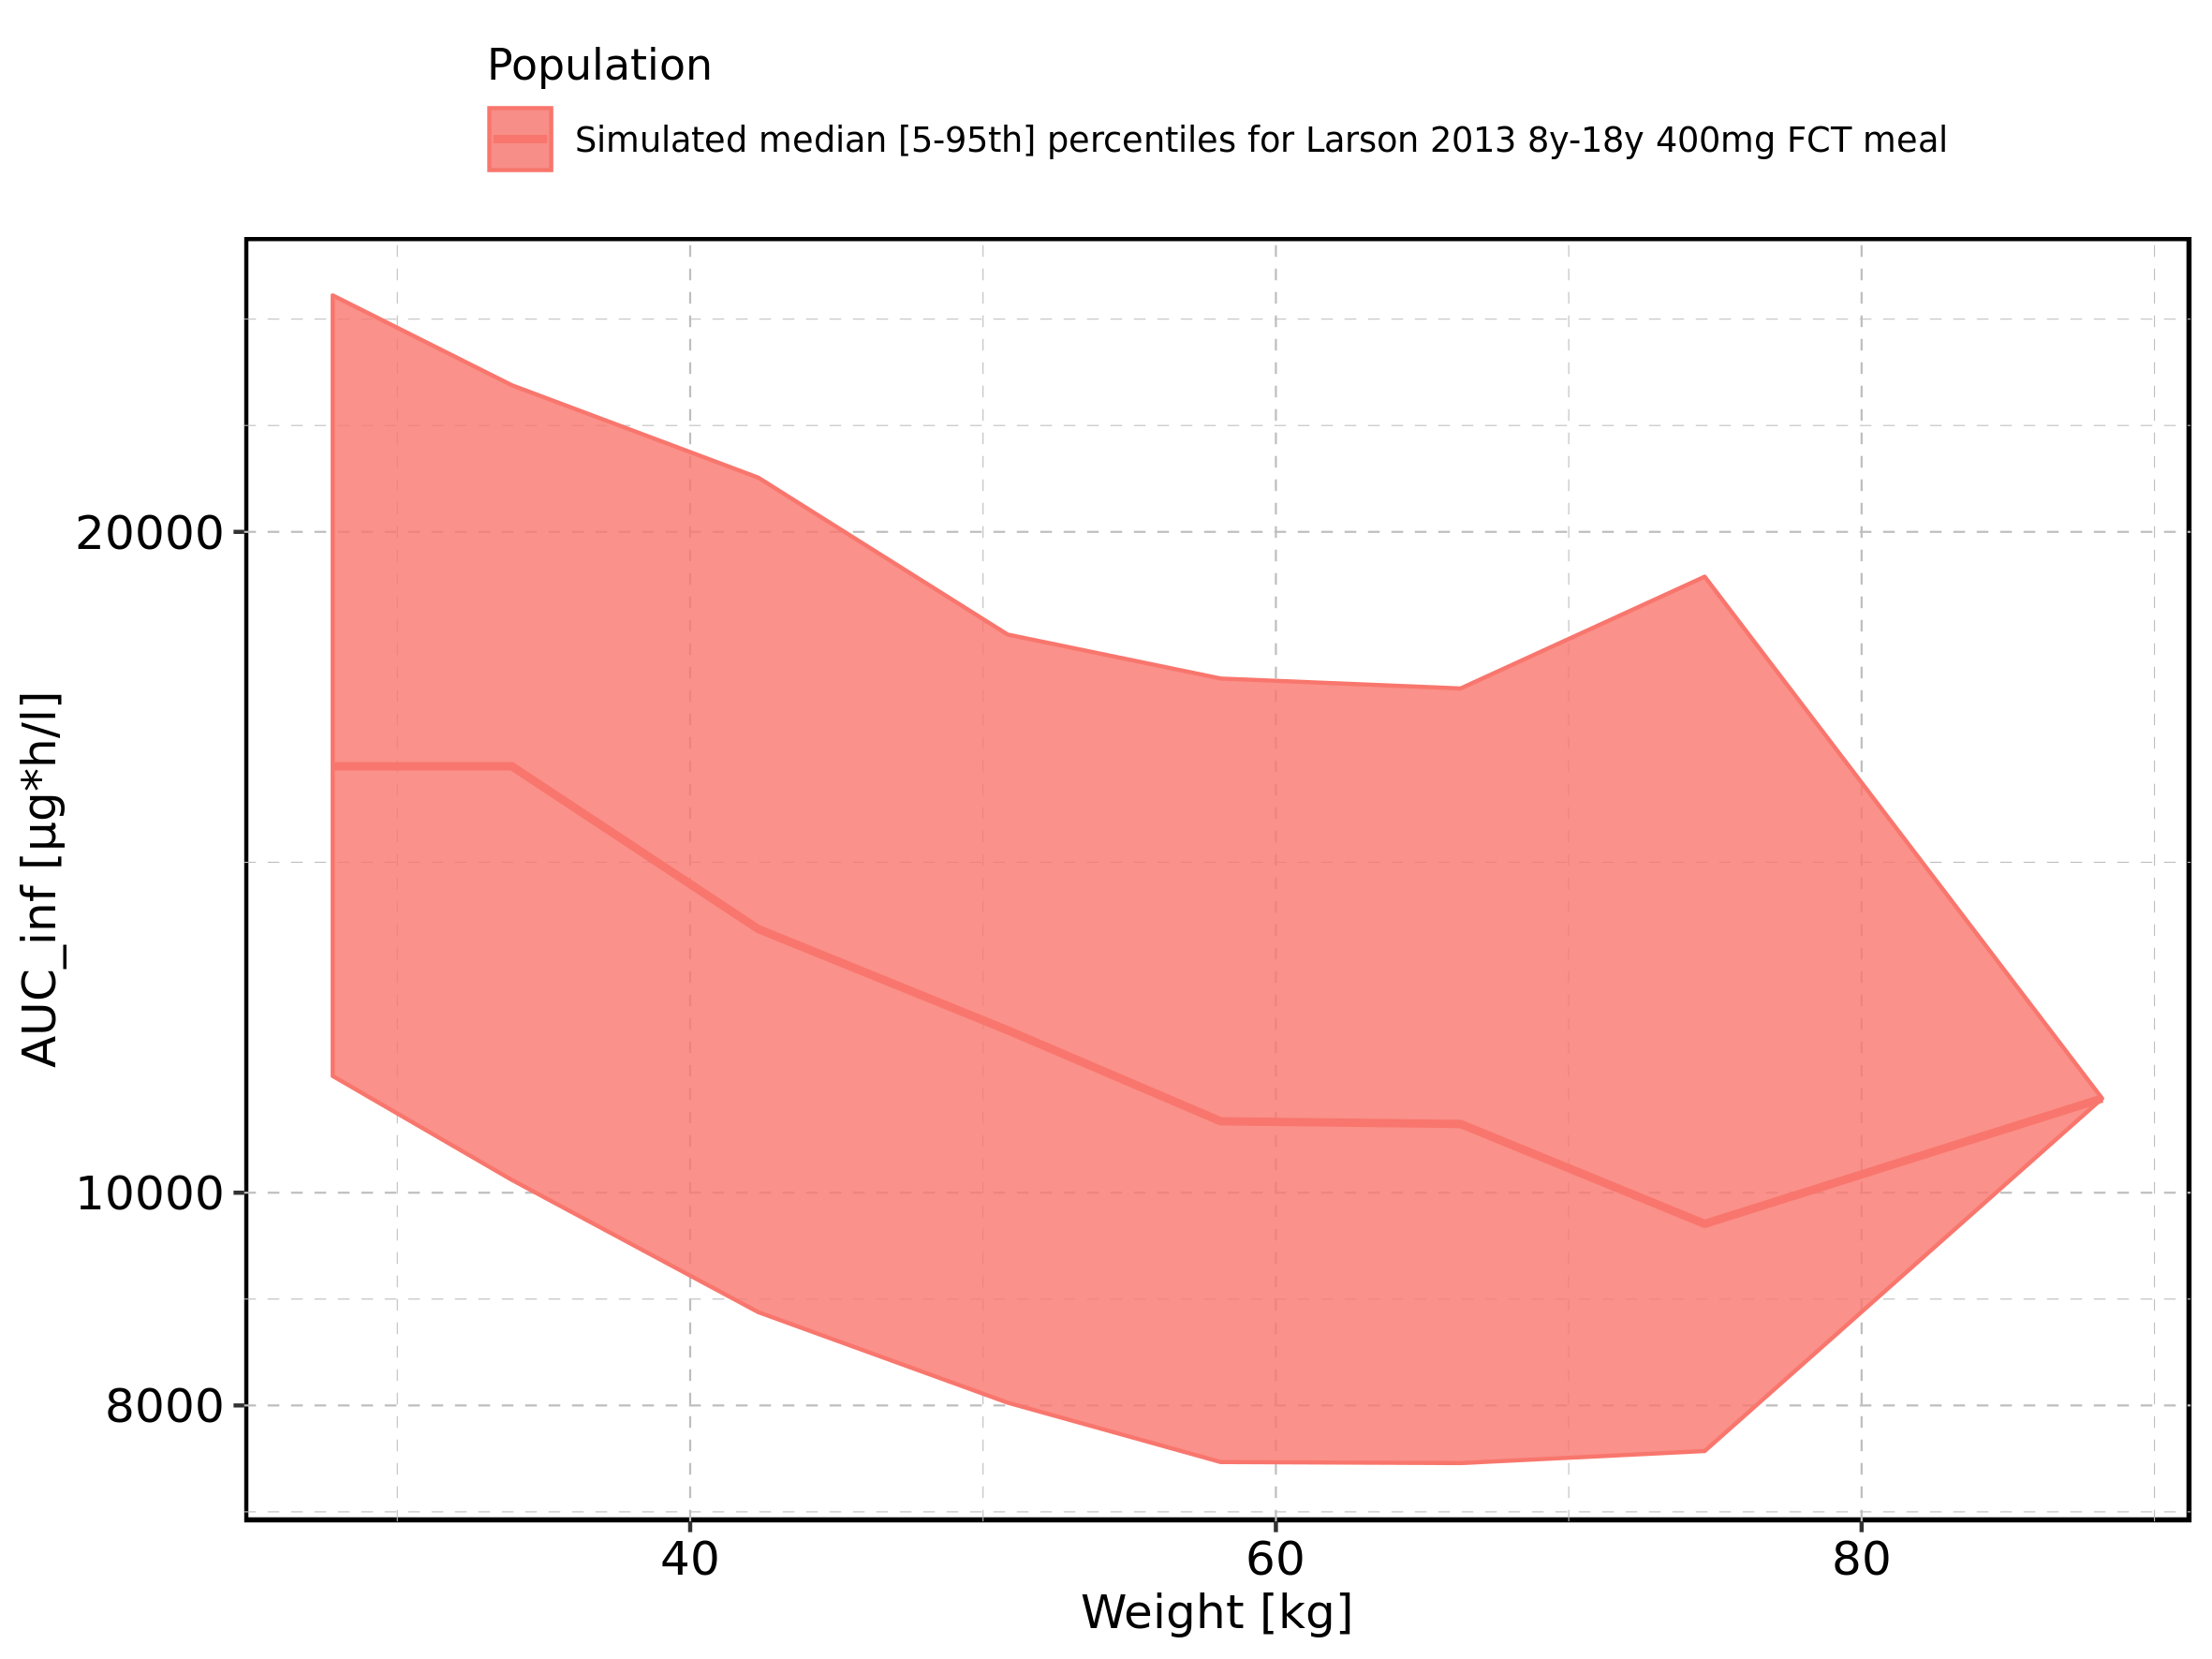 Population
Simulated median [5-95th] percentiles for Larson 2013 8y-18y 400mg FCT meal
AUC_inf [µg*h/l]
20000
10000
8000
40 60 80
Weight [kg]